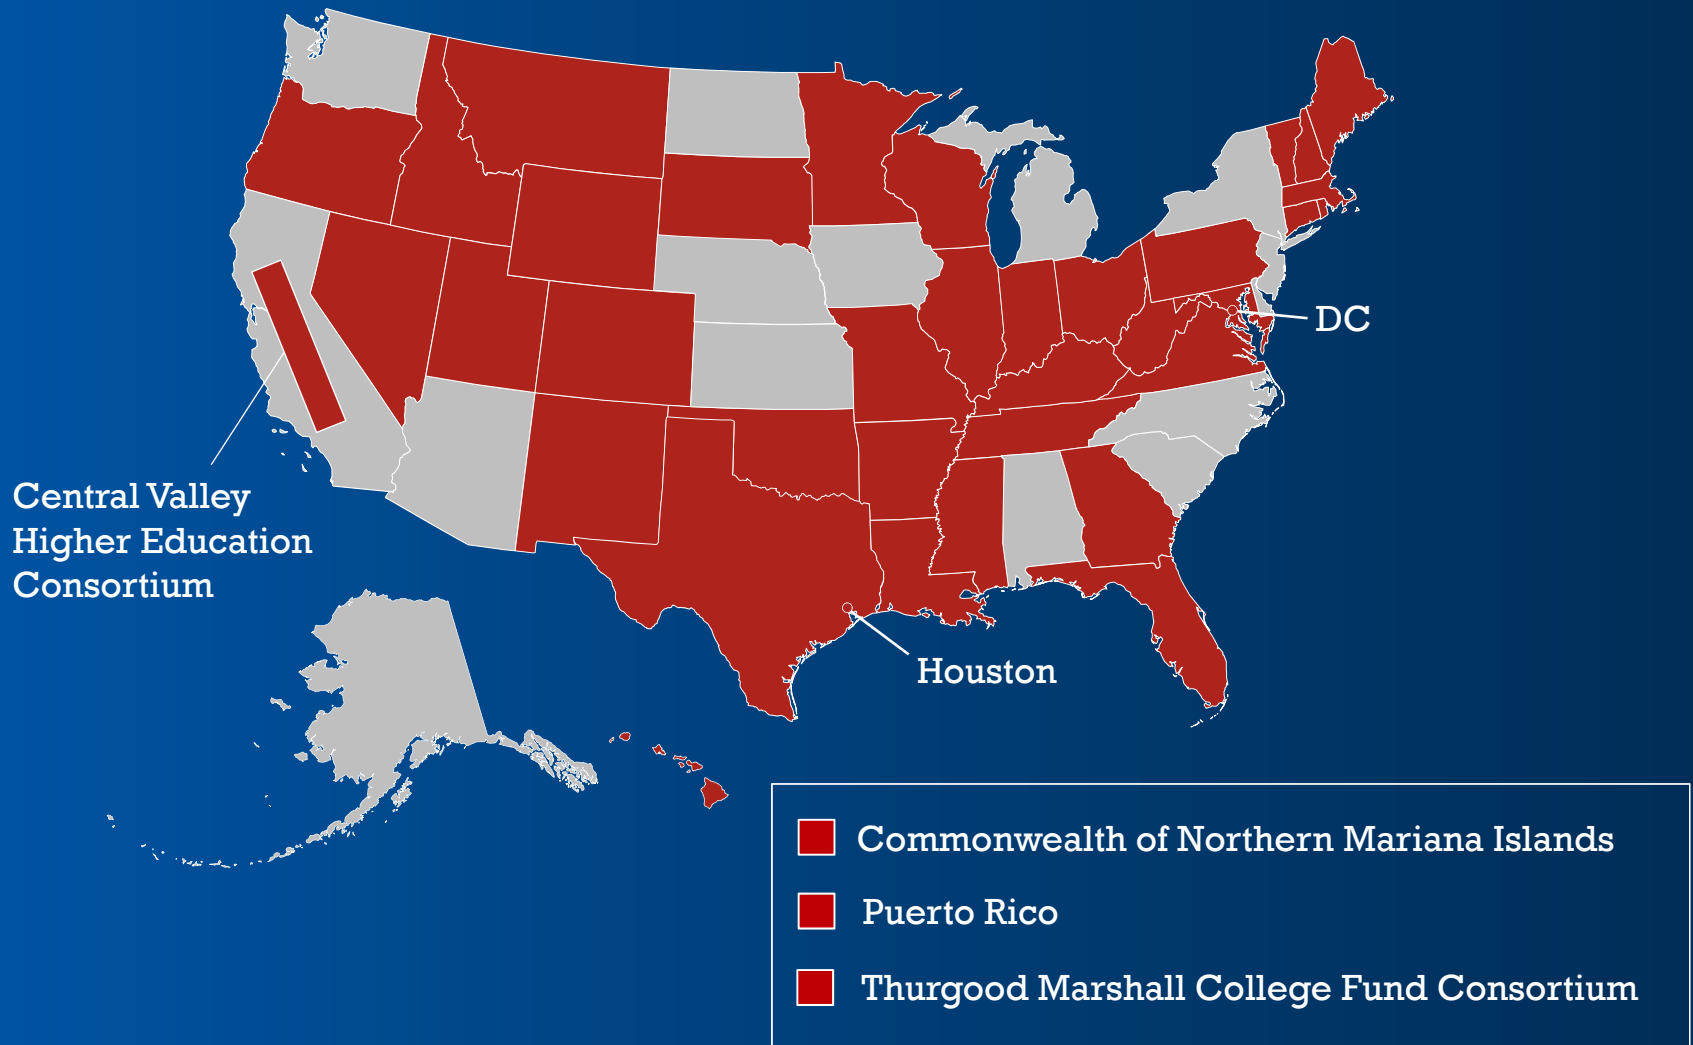 DC
Central Valley
Higher Education
Consortium
Houston
Commonwealth of Northern Mariana Islands
Puerto Rico
Thurgood Marshall College Fund Consortium